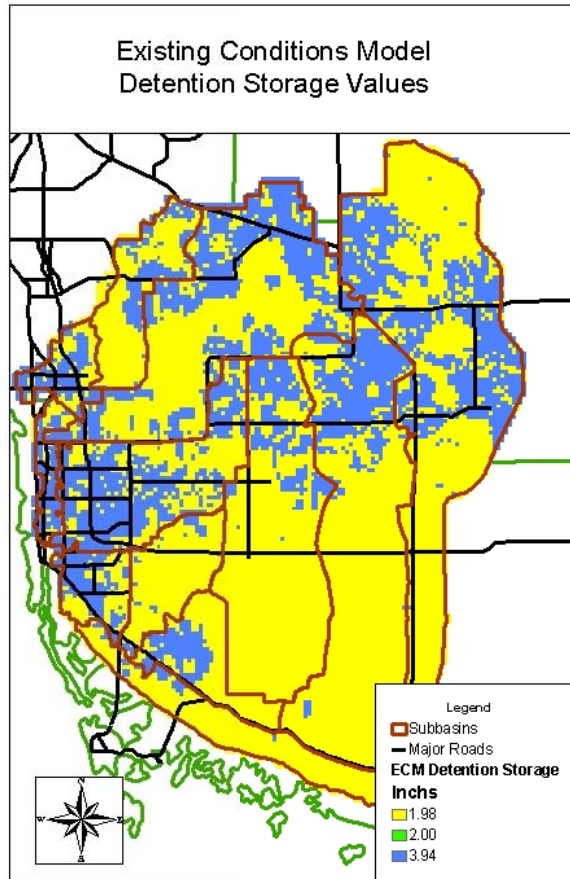 Existing Conditions Model
Detention Storage Values
Legend
Subbasins
Major Roads
ECM Detention Storage
Inchs
1.98
2.00
3.94
N
W
E
S